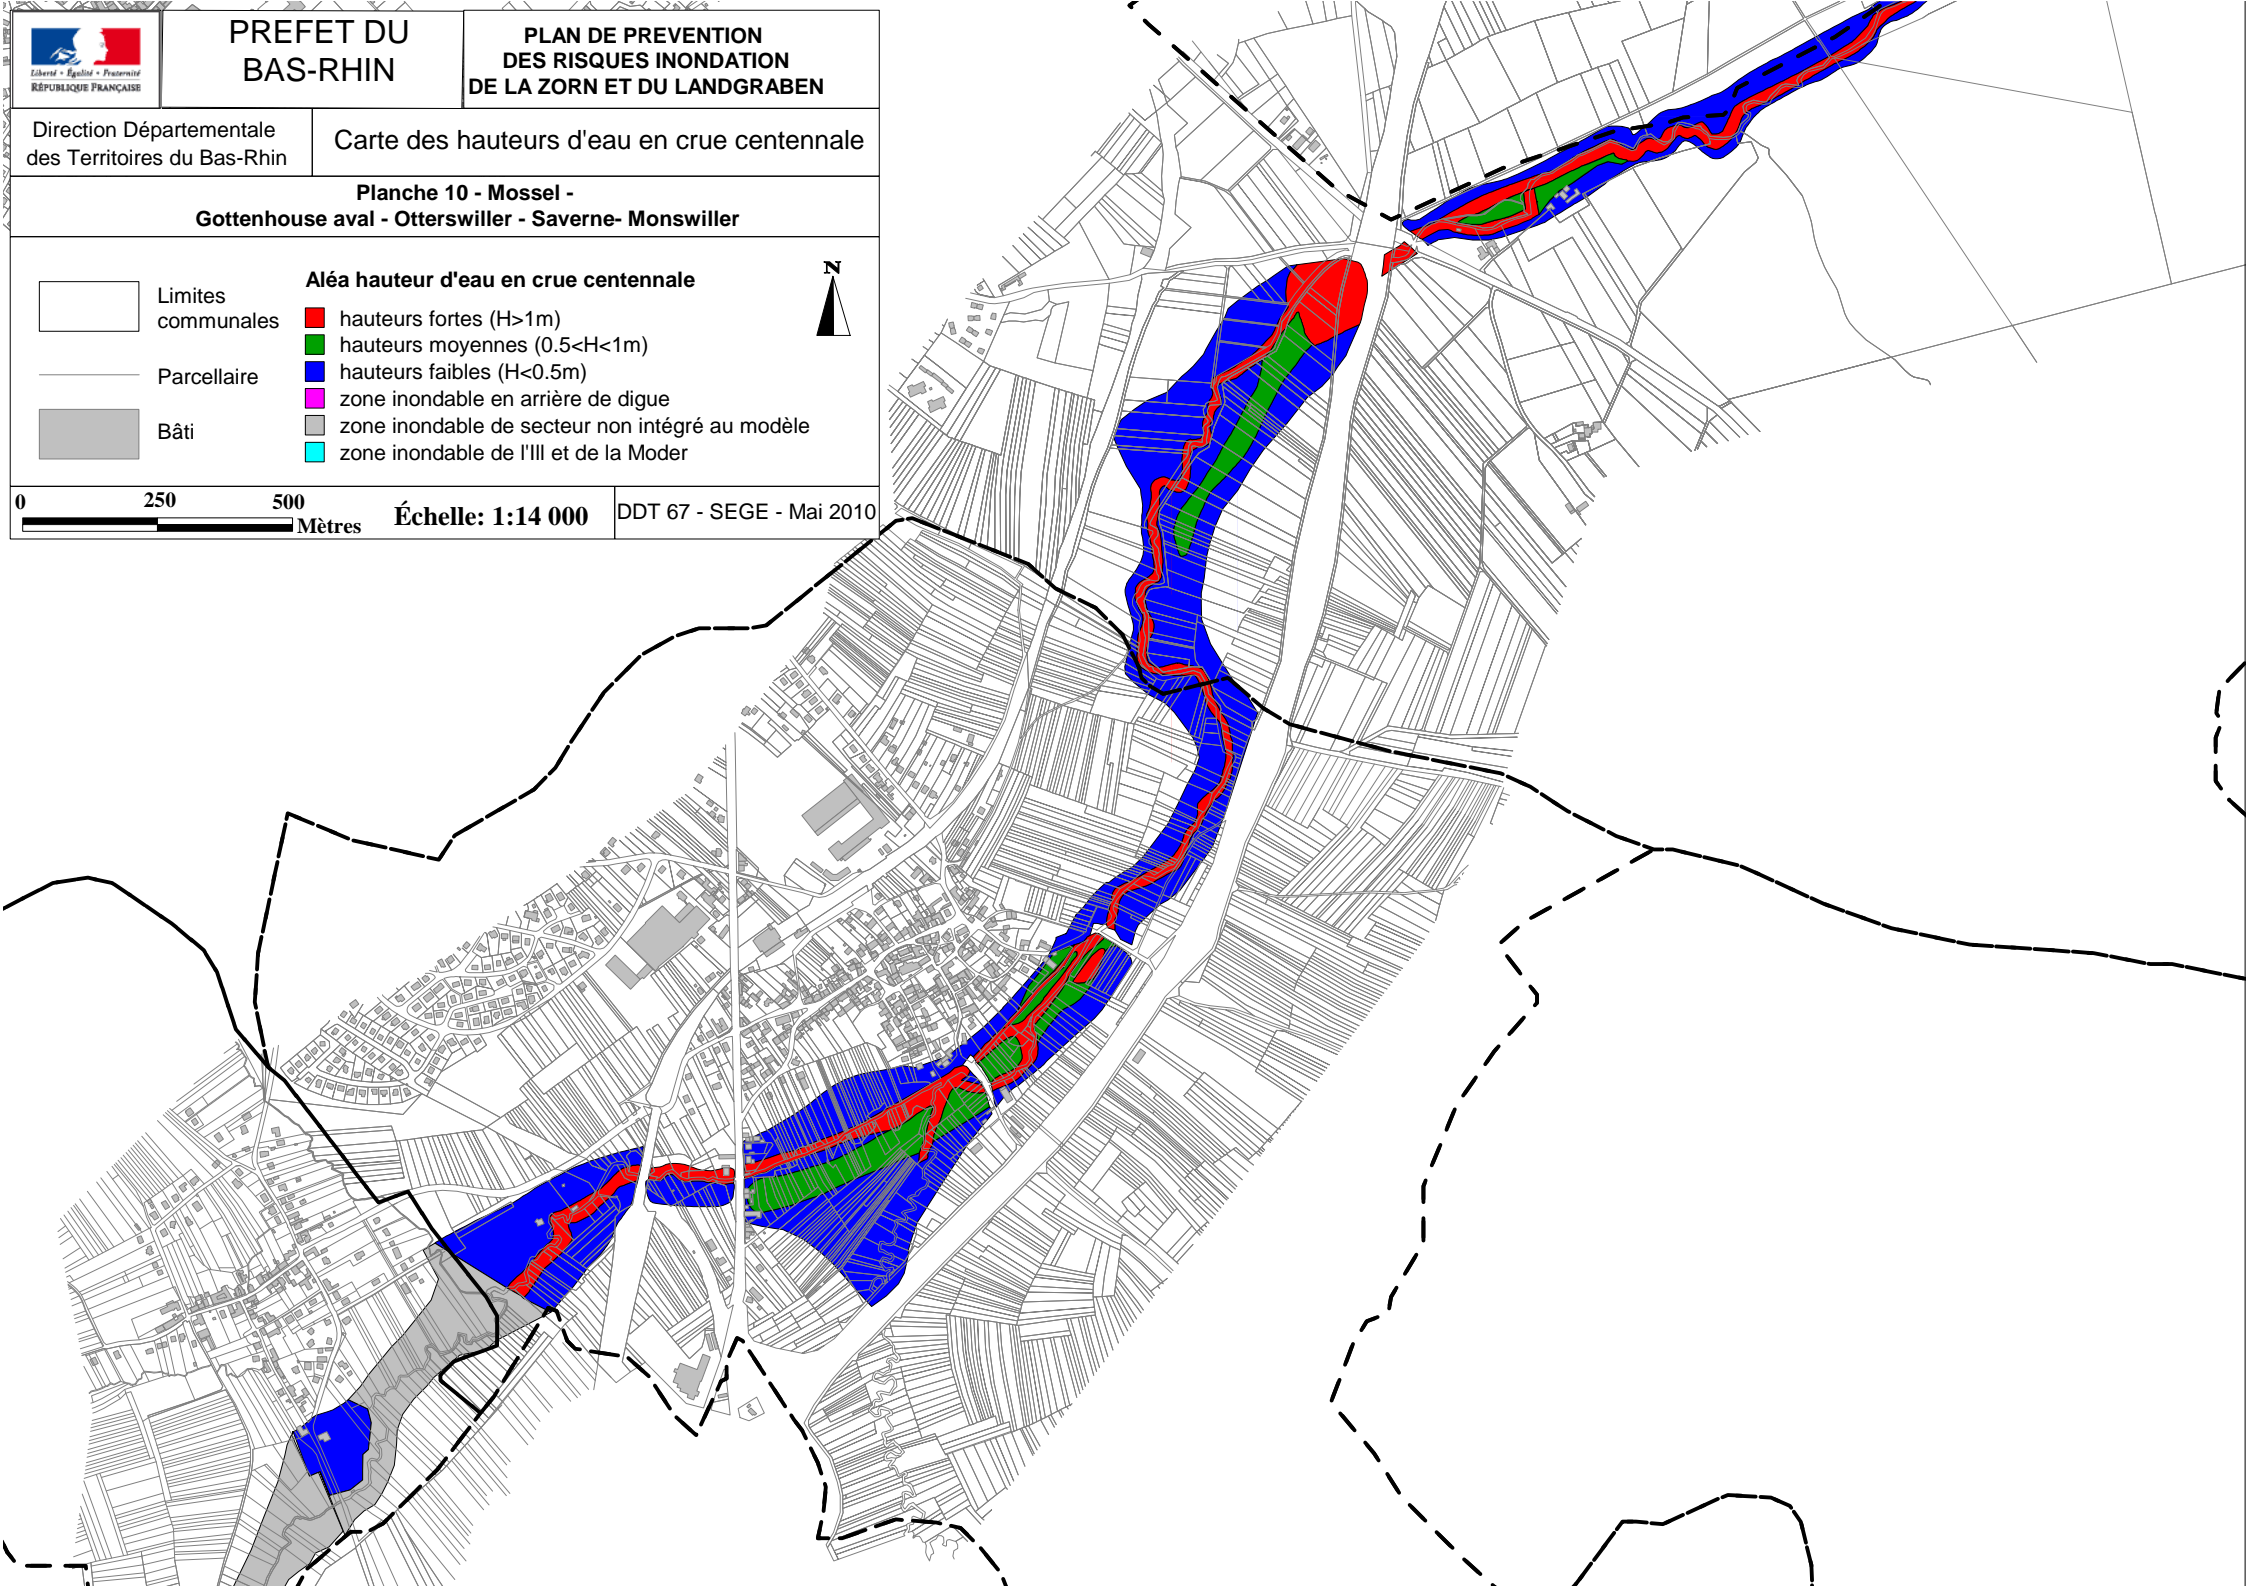 Liberté • Égalité • Fraternité
RÉPUBLIQUE FRANÇAISE
PREFET DU
BAS-RHIN
PLAN DE PREVENTION
DES RISQUES INONDATION
DE LA ZORN ET DU LANDGRABEN
Direction Départementale
des Territoires du Bas-Rhin
Carte des hauteurs d'eau en crue centennale
Planche 10 - Mossel -
Gottenhouse aval - Otterswiller - Saverne- Monswiller
Limites
communales
Parcellaire
Bâti
Aléa hauteur d'eau en crue centennale
hauteurs fortes (H>1m)
hauteurs moyennes (0.5<H<1m)
hauteurs faibles (H<0.5m)
zone inondable en arrière de digue
zone inondable de secteur non intégré au modèle
zone inondable de l'Ill et de la Moder
N
0 250 500
Mètres
Échelle: 1:14 000
DDT 67 - SEGE - Mai 2010